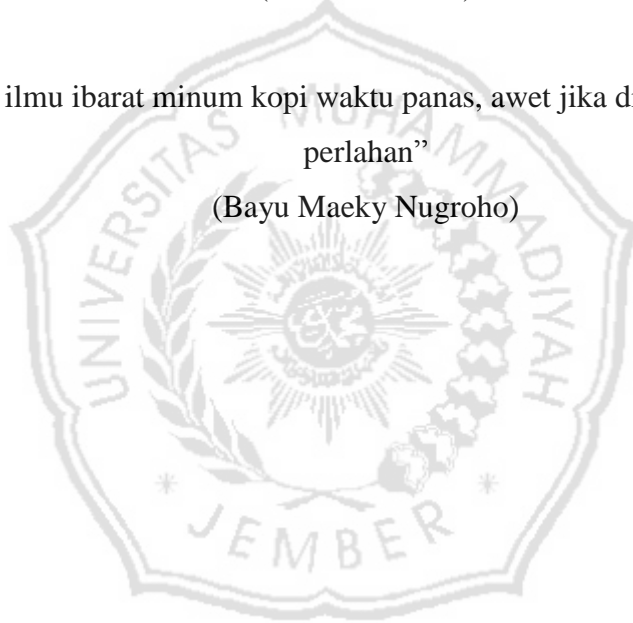 ilmu ibarat minum kopi waktu panas, awet jika di
perlahan”
(Bayu Maeky Nugroho)
UNIVERSITAS MUHAMMADIYAH
JEMBER